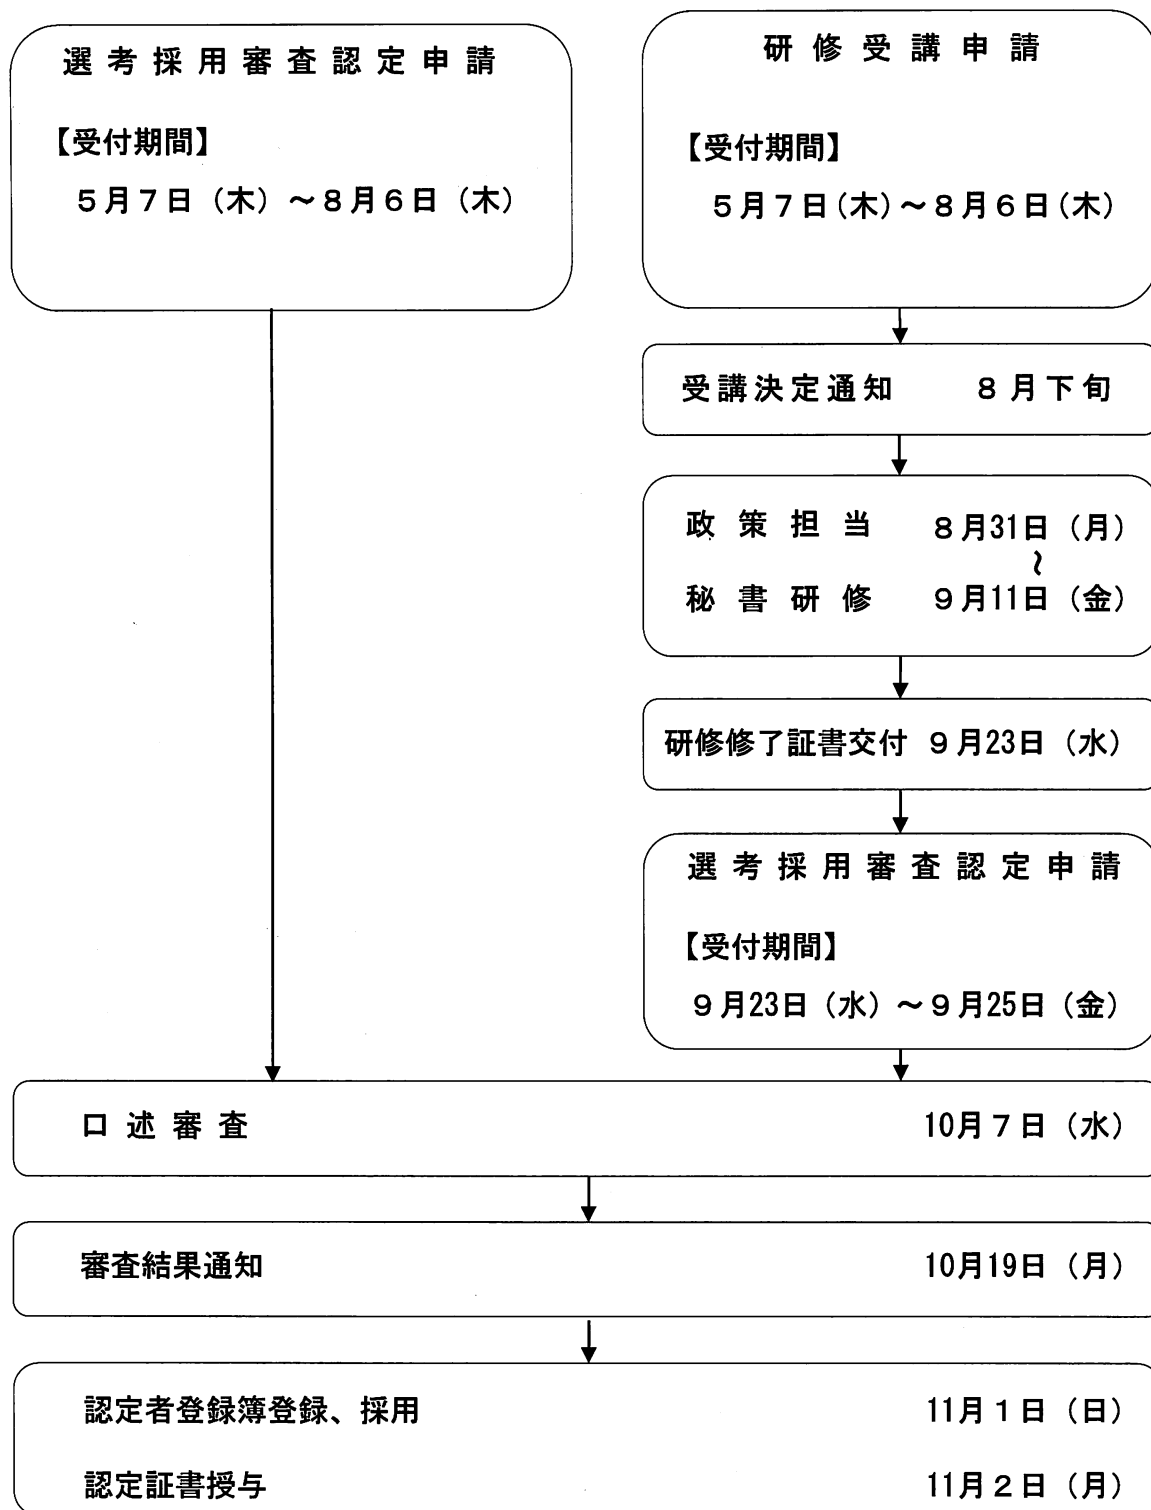 選考採用審査認定申請
【受付期間】
５月７日（木）～８月６日（木）
研修受講申請
【受付期間】
５月７日（木）～８月６日（木）
受講決定通知　８月下旬
政策担当　８月31日（月）
～
秘書研修　９月11日（金）
研修修了証書交付　９月23日（水）
選考採用審査認定申請
【受付期間】
９月23日（水）～９月25日（金）
口述審査　10月７日（水）
審査結果通知　10月19日（月）
認定者登録簿登録、採用　11月１日（日）
認定証書授与　11月２日（月）